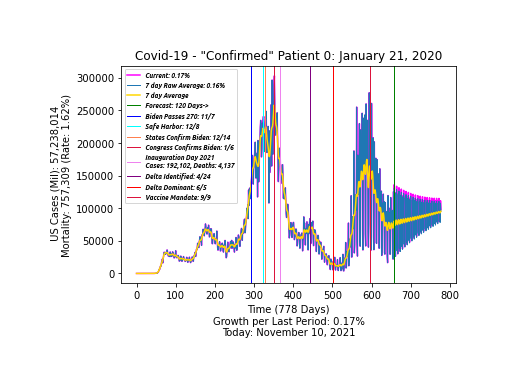 Covid-19 - "Confirmed" Patient 0: January 21, 2020
US Cases (Mil): 57,238,014
Mortality: 757,309 (Rate: 1.62%)
300000
250000
200000
150000
100000
50000
0
Current: 0.17%
7 day Raw Average: 0.16%
7 day Average
Forecast: 120 Days->
Biden Passes 270: 11/7
Safe Harbor: 12/8
States Confirm Biden: 12/14
Congress Confirms Biden: 1/6
Inauguration Day 2021
Cases: 192,102, Deaths: 4,137
Delta Identified: 4/24
Delta Dominant: 6/5
Vaccine Mandate: 9/9
0 100 200 300 400 500 600 700 800
Time (778 Days)
Growth per Last Period: 0.17%
Today: November 10, 2021